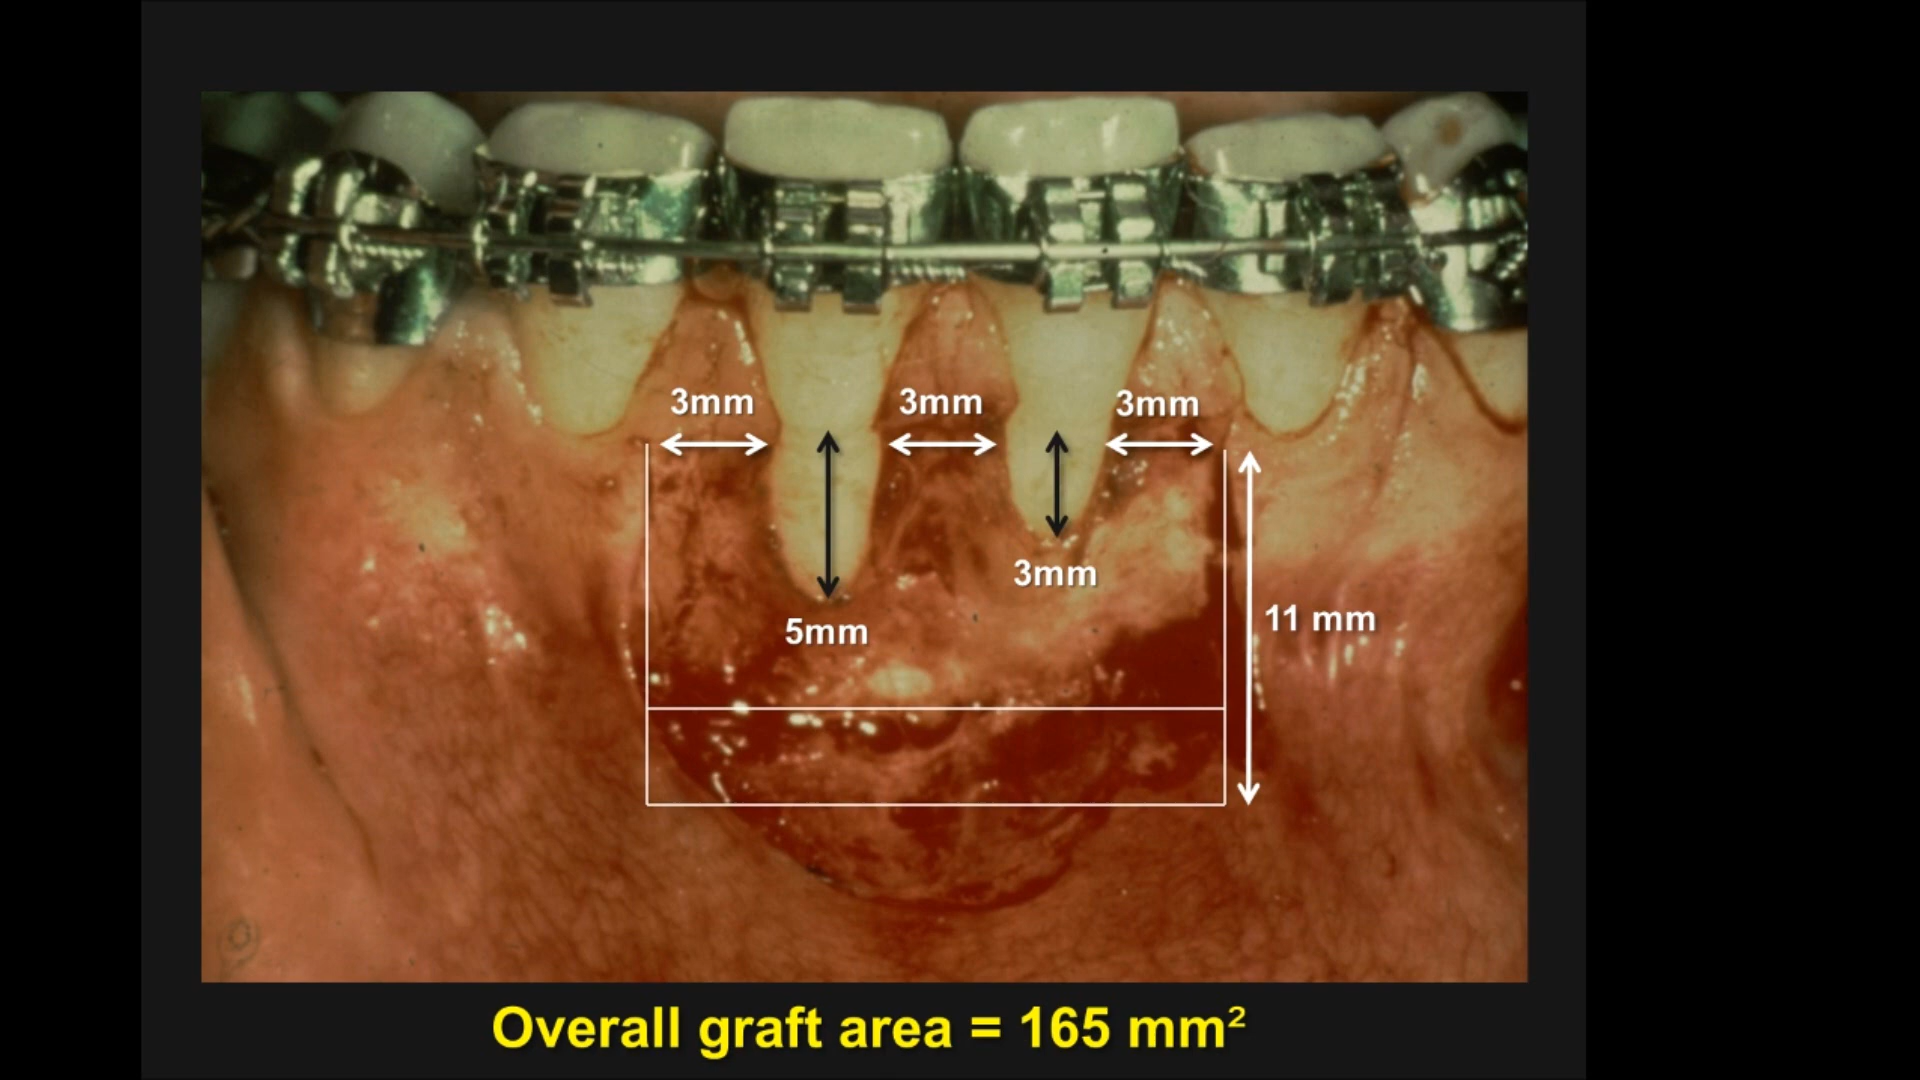 3mm
3mm
3mm
3mm
5mm
11 mm
Overall graft area = 165 mm²